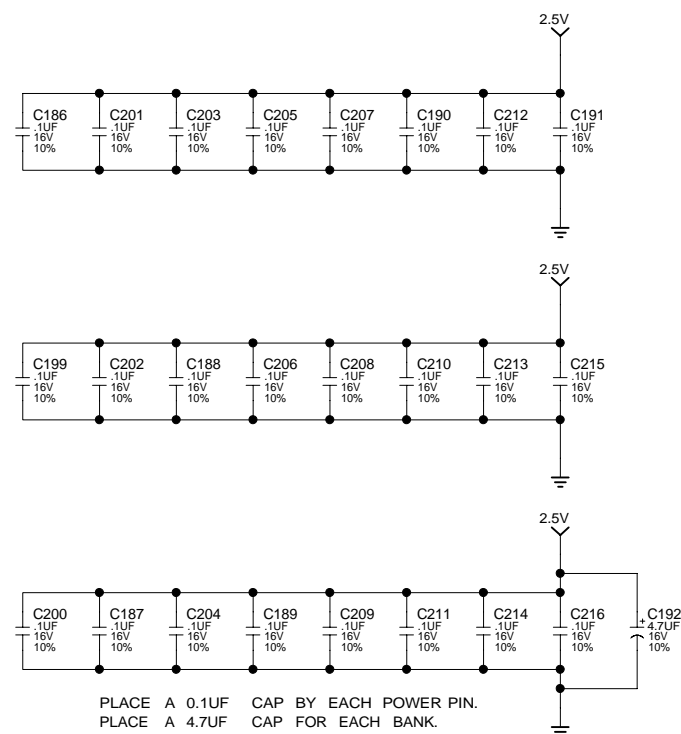 2.5V
C186 C201 C203 C205 C207 C190 C212 C191
.1UF .1UF .1UF .1UF .1UF .1UF .1UF .1UF
16V 16V 16V 16V 16V 16V 16V 16V
10% 10% 10% 10% 10% 10% 10% 10%
2.5V
C199 C202 C188 C206 C208 C210 C213 C215
.1UF .1UF .1UF .1UF .1UF .1UF .1UF .1UF
16V 16V 16V 16V 16V 16V 16V 16V
10% 10% 10% 10% 10% 10% 10% 10%
2.5V
C200 C187 C204 C189 C209 C211 C214 C216 C192
.1UF .1UF .1UF .1UF .1UF .1UF .1UF .1UF + 4.7UF
16V 16V 16V 16V 16V 16V 16V 16V 16V
10% 10% 10% 10% 10% 10% 10% 10% 10%
PLACE A 0.1UF CAP BY EACH POWER PIN.
PLACE A 4.7UF CAP FOR EACH BANK.